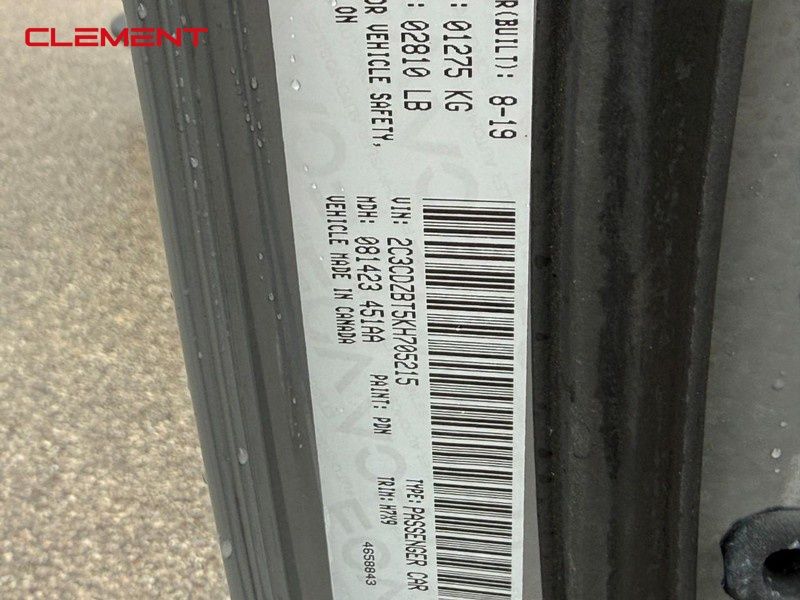 CLEMENT
R(BUILT): 8-19
01275 KG
02810 LB
OR VEHICLE SAFETY,
ON
VIN: 2C3CDZBT5KH705215
TYPE: PASSENGER CAR
MDH: 081423 451AA
PAINT: PDN
TRIM: H7X9
VEHICLE MADE IN CANADA
4658843